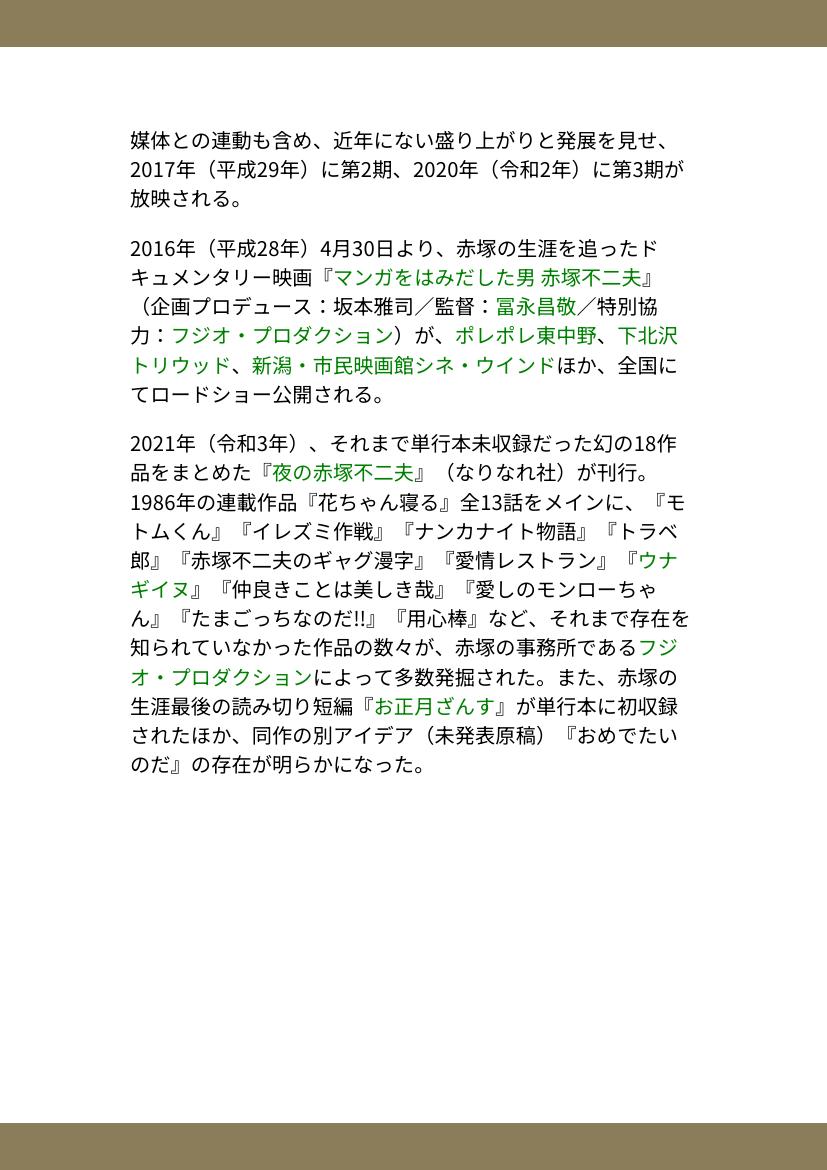 媒体との連動も含め、近年にない盛り上がりと発展を見せ、
2017年（平成29年）に第2期、2020年（令和2年）に第3期が
放映される。
2016年（平成28年）4月30日より、赤塚の生涯を追ったド
キュメンタリー映画『マンガをはみだした男 赤塚不二夫』
（企画プロデュース：坂本雅司／監督：冨永昌敬／特別協
力：フジオ・プロダクション）が、ポレポレ東中野、下北沢
トリウッド、新潟・市民映画館シネ・ウインドほか、全国に
てロードショー公開される。
2021年（令和3年）、それまで単行本未収録だった幻の18作
品をまとめた『夜の赤塚不二夫』（なりなれ社）が刊行。
1986年の連載作品『花ちゃん寝る』全13話をメインに、『モ
トムくん』『イレズミ作戦』『ナンカナイト物語』『トラベ
郎』『赤塚不二夫のギャグ漫字』『愛情レストラン』『ウナ
ギイヌ』『仲良きことは美しき哉』『愛しのモンローちゃ
ん』『たまごっちなのだ!!』『用心棒』など、それまで存在を
知られていなかった作品の数々が、赤塚の事務所であるフジ
オ・プロダクションによって多数発掘された。また、赤塚の
生涯最後の読み切り短編『お正月ざんす』が単行本に初収録
されたほか、同作の別アイデア（未発表原稿）『おめでたい
のだ』の存在が明らかになった。